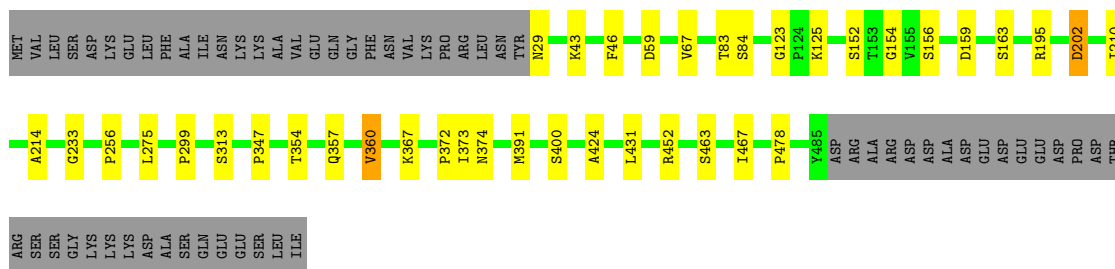 MET VAL LEU SER ASP LYS GLU LEU PHE ALA ILE ASN LYS LYS ALA VAL GLU GLN GLY PHE ASN VAL LYS PRO ARG LEU ASN TYR N29 K43 F46 D59 V67 T83 S84 G123 P124 K125 S152 T153 G154 V155 S156 D159 S163 R195 D202
A214 G233 P256 L275 P299 S313 P347 T354 Q357 V360 K367 P372 I373 N374 M391 S400 A424 L431 R452 S463 I467 P478 Y485 ASP ARG ALA ARG ASP ASP ALA ASP GLU ASP GLU GLU ASP PRO ASP THR
ARG SER SER GLY LYS LYS LYS ASP ALA SER GLN GLU GLU SER LEU ILE